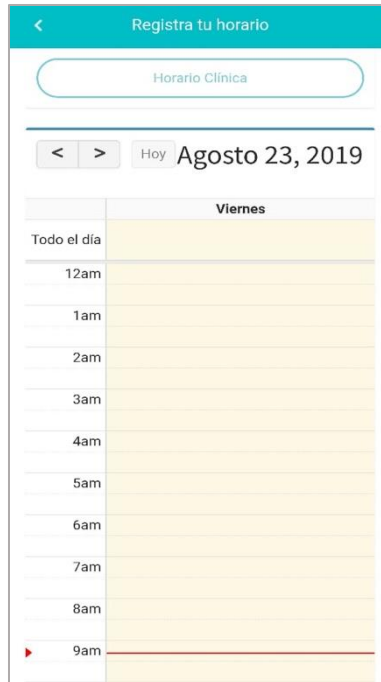 Registra tu horario
Horario Clínica
< > Hoy Agosto 23, 2019
Viernes
Todo el día
12am
1am
2am
3am
4am
5am
6am
7am
8am
9am